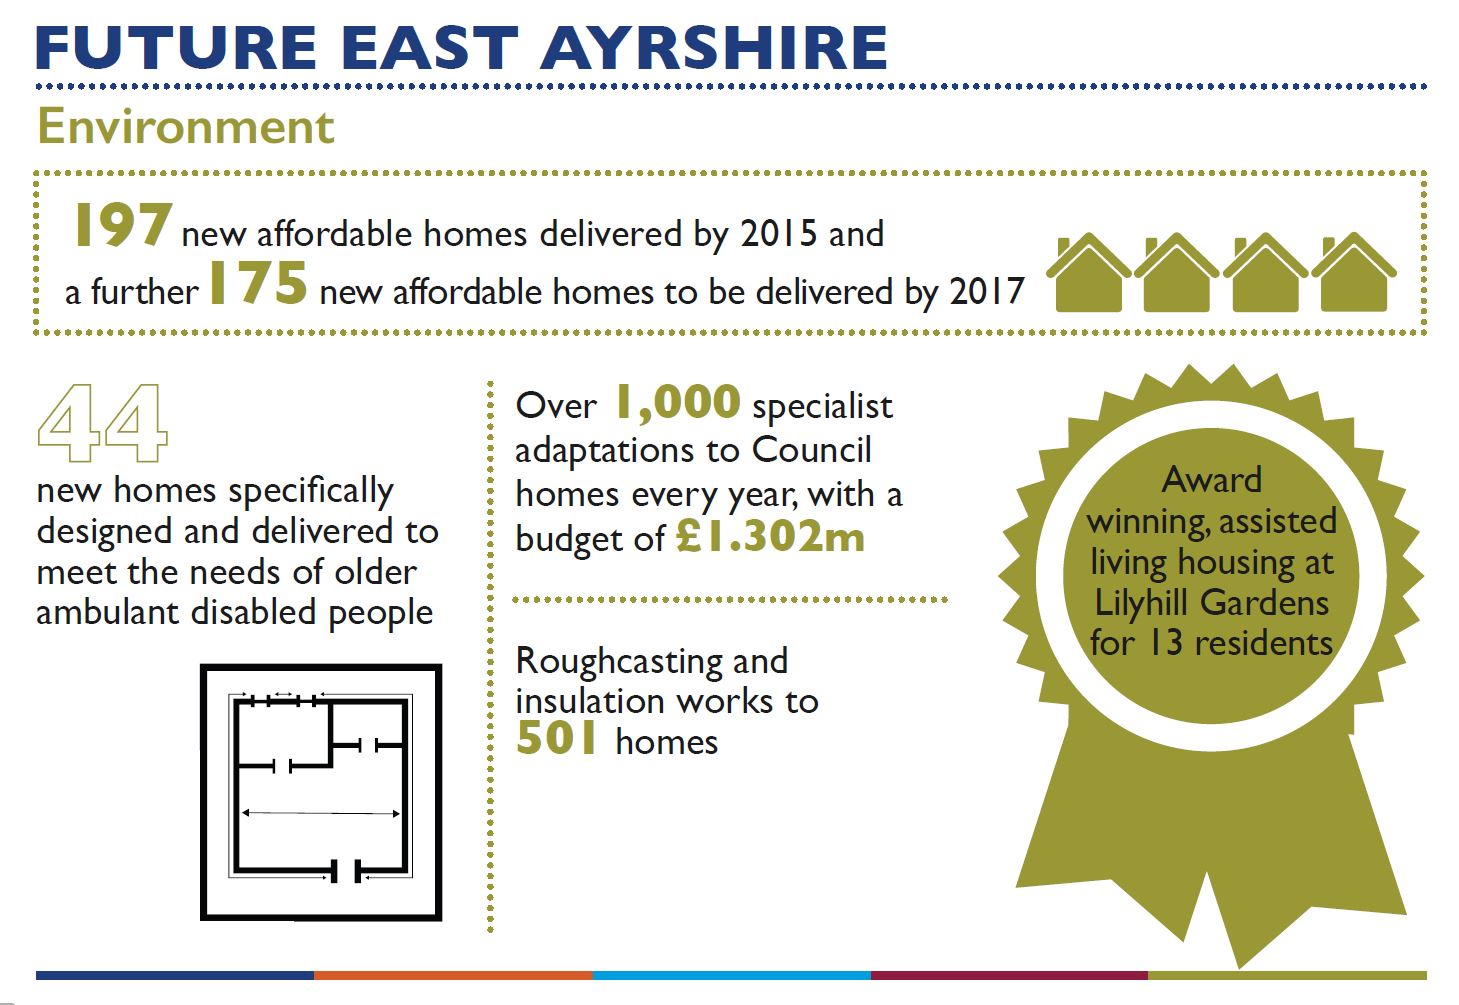 FUTURE EAST AYRSHIRE
Environment
197 new affordable homes delivered by 2015 and
a further 175 new affordable homes to be delivered by 2017
44
new homes specifically
designed and delivered to
meet the needs of older
ambulant disabled people
Over 1,000 specialist
adaptations to Council
homes every year, with a
budget of £1.302m
Roughcasting and
insulation works to
501 homes
Award
winning, assisted
living housing at
Lilyhill Gardens
for 13 residents